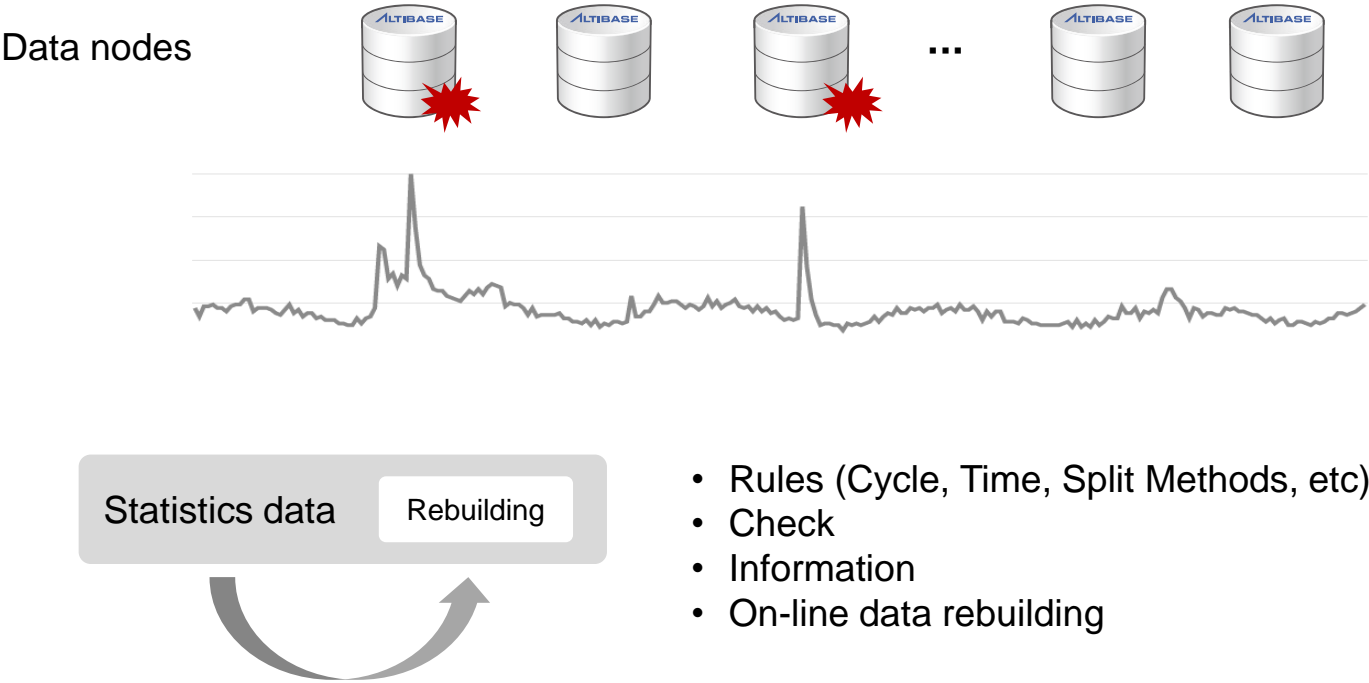 ALTIBASE ALTIBASE ALTIBASE ... ALTIBASE ALTIBASE
Data nodes
Statistics data
Rebuilding
• Rules (Cycle, Time, Split Methods, etc)
• Check
• Information
• On-line data rebuilding